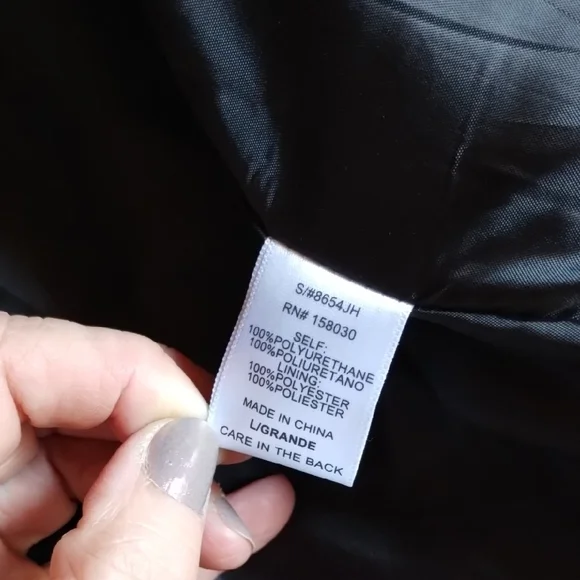 S/#8654JH
RN# 158030
SELF:
100%POLYURETHANE
100%POLIURETANO
LINING:
100%POLYESTER
100%POLIESTER
MADE IN CHINA
L/GRANDE
CARE IN THE BACK